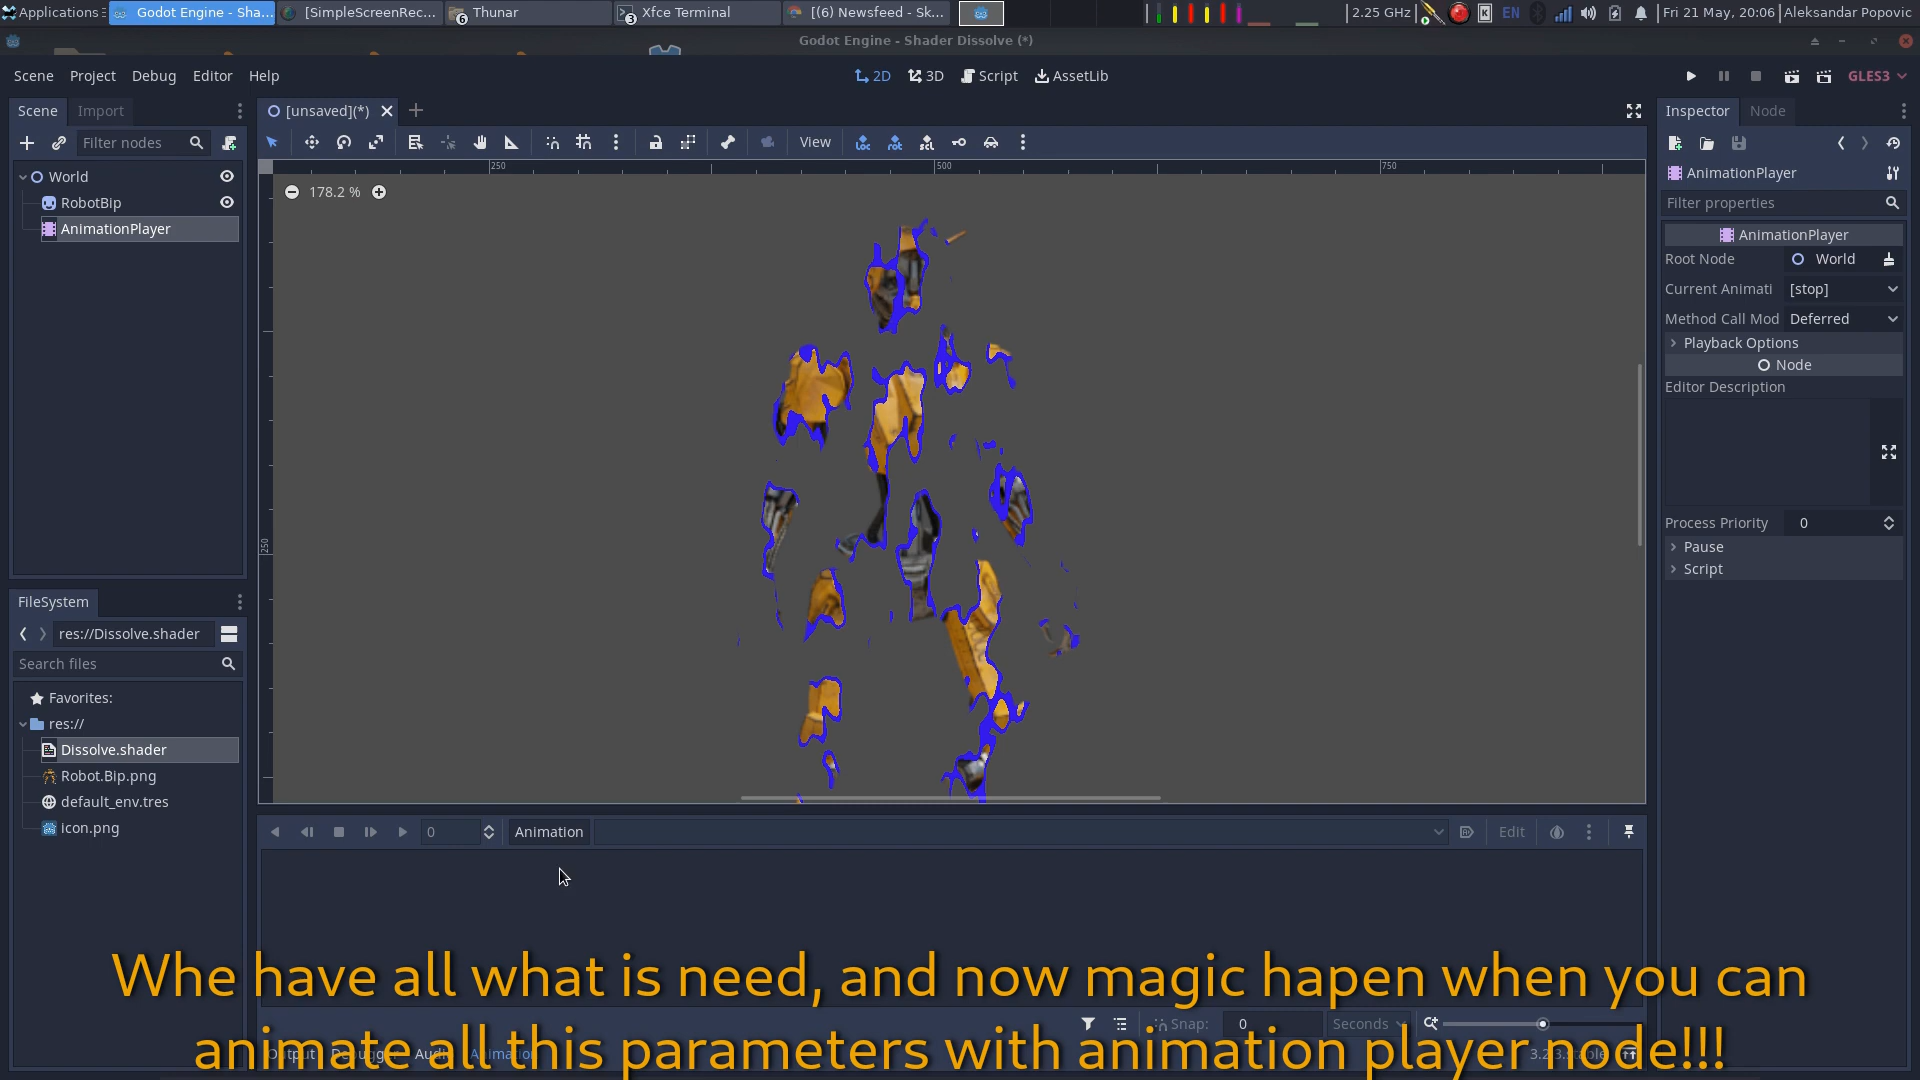 Applications
Godot Engine - Sha...
[SimpleScreenRec...
6 Thunar
3 Xfce Terminal
[(6) Newsfeed - Sk...
2.25 GHz
EN
Fri 21 May, 20:06
Aleksandar Popovic
Godot Engine - Shader Dissolve (*)
Scene Project Debug Editor Help
2D 3D Script AssetLib
GLES3
Scene Import
[unsaved](*)
Inspector Node
Filter nodes
View
World
RobotBip
AnimationPlayer
250 500 750
178.2 %
250
AnimationPlayer
Filter properties
AnimationPlayer
Root Node World
Current Animati [stop]
Method Call Mod Deferred
Playback Options
Node
Editor Description
Process Priority 0
Pause
Script
FileSystem
res://Dissolve.shader
Search files
Favorites:
res://
Dissolve.shader
Robot.Bip.png
default_env.tres
icon.png
0 Animation Edit
Whe have all what is need, and now magic hapen when you can
animate all this parameters with animation player node!!!
Snap: 0 Seconds